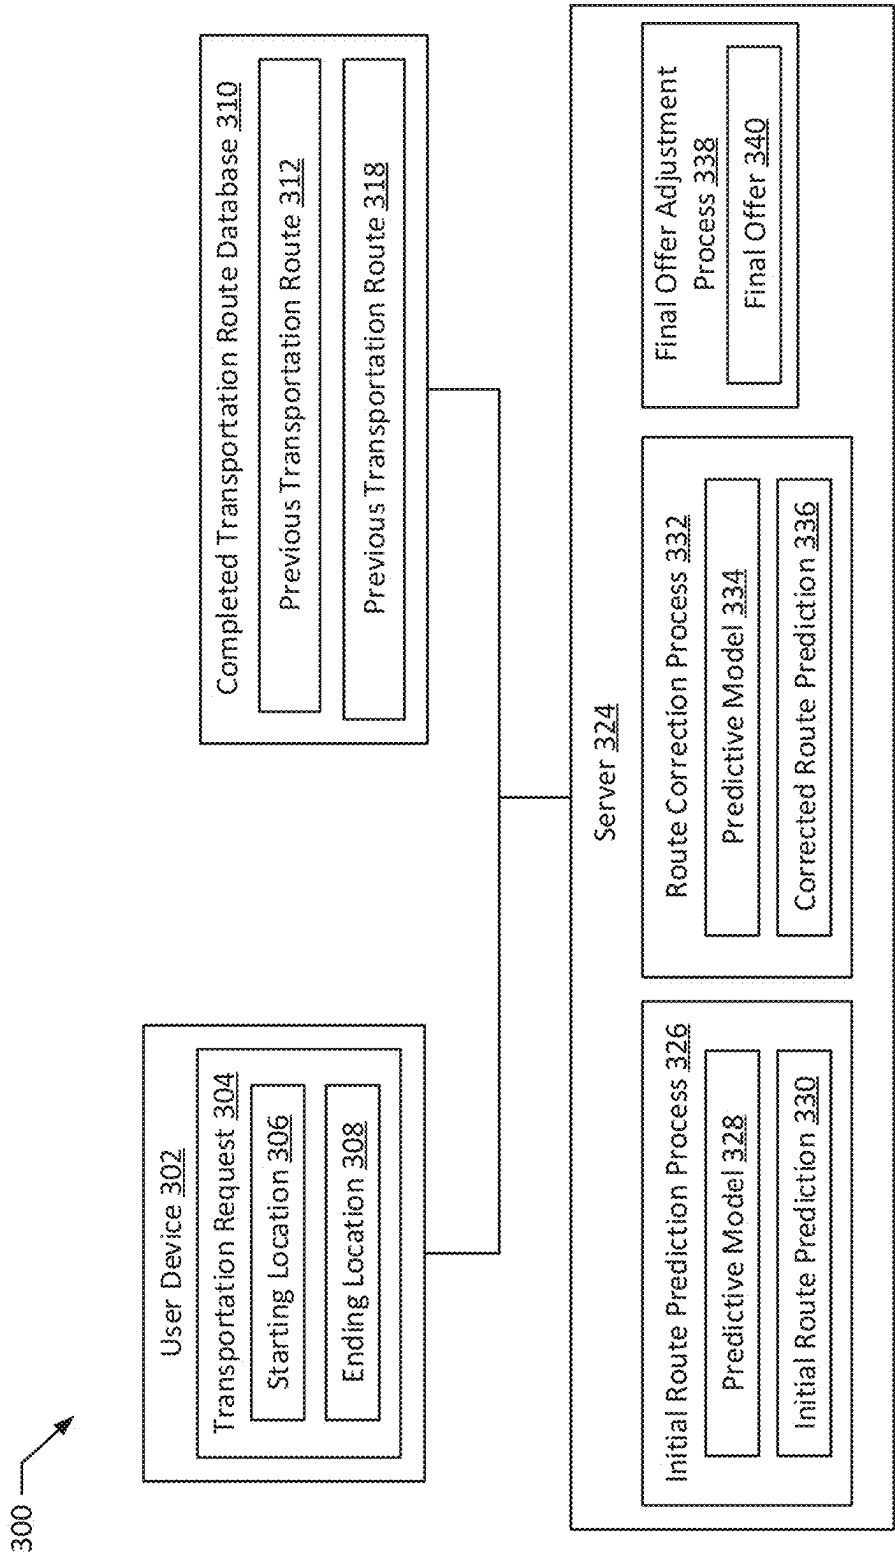 300
User Device 302
Transportation Request 304
Starting Location 306
Ending Location 308
Completed Transportation Route Database 310
Previous Transportation Route 312
Previous Transportation Route 318
Server 324
Initial Route Prediction Process 326
Predictive Model 328
Initial Route Prediction 330
Route Correction Process 332
Predictive Model 334
Corrected Route Prediction 336
Final Offer Adjustment
Process 338
Final Offer 340